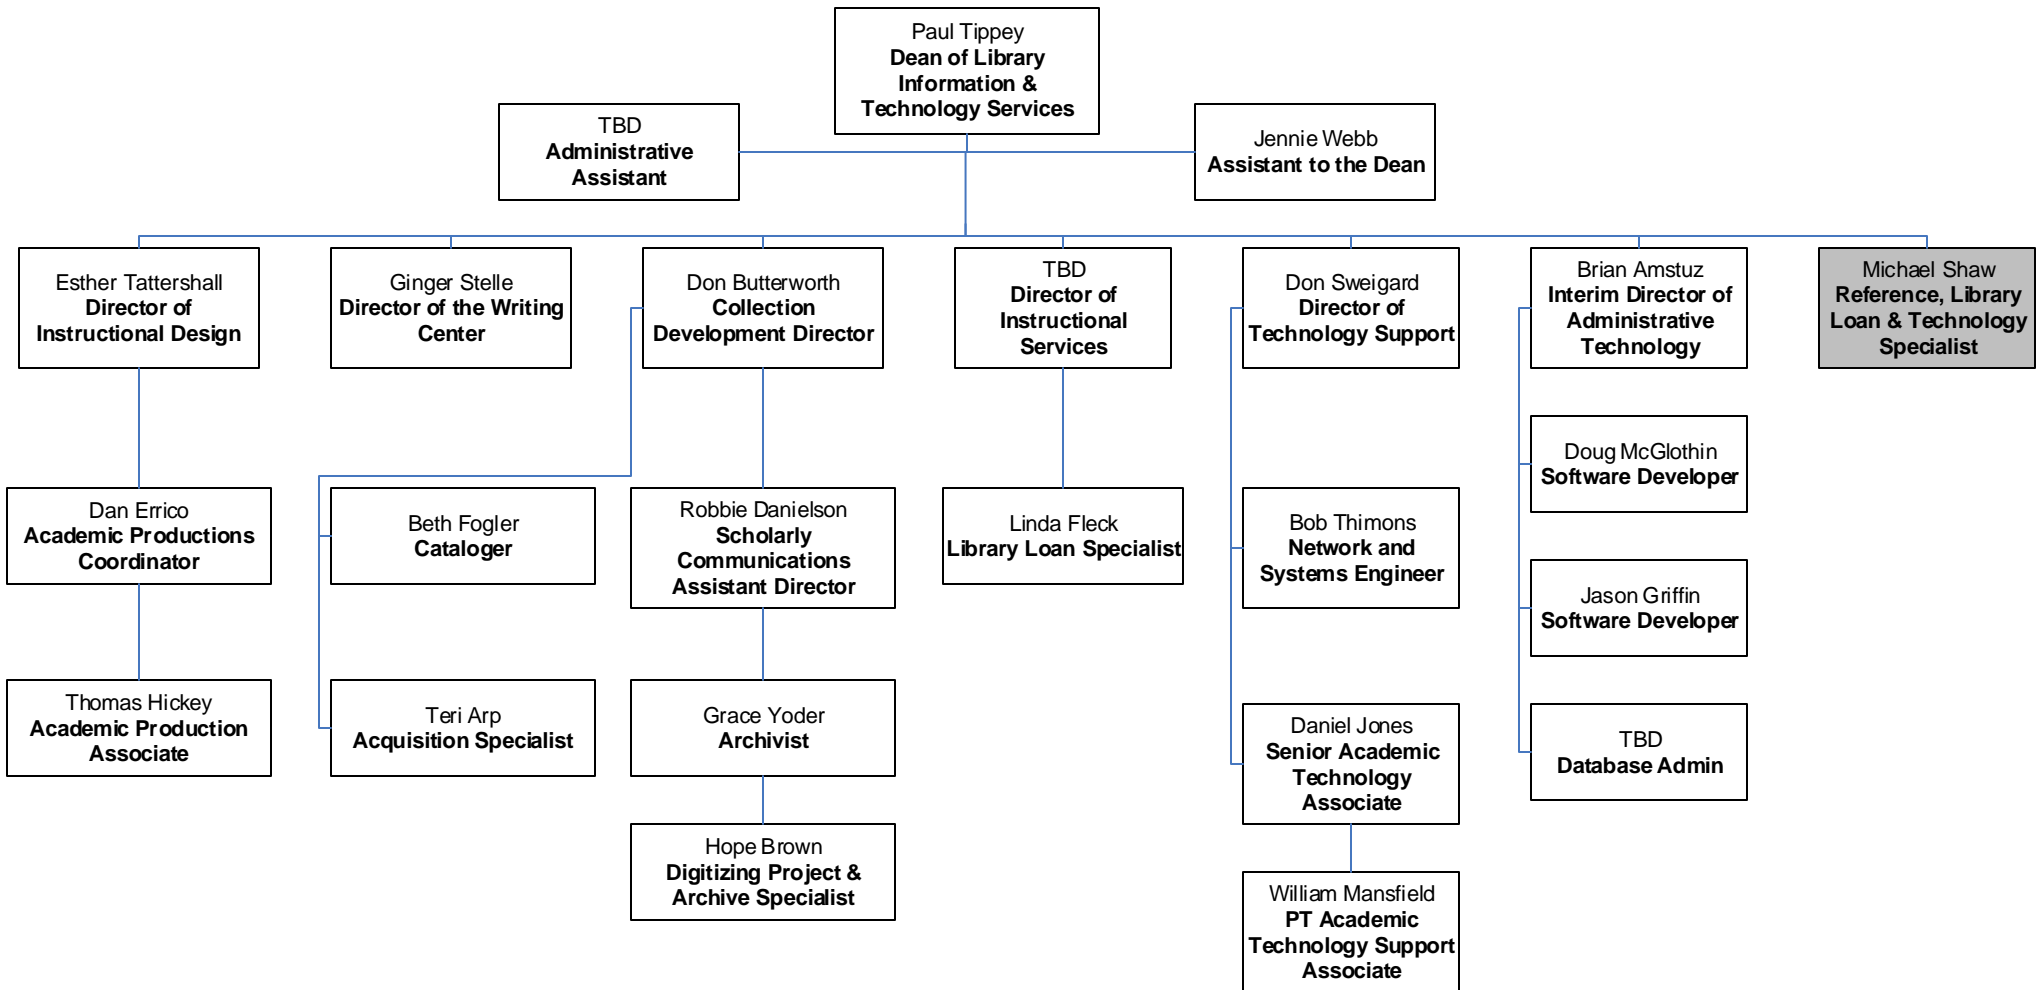 Paul Tippey
Dean of Library
Information &
Technology Services
TBD
Administrative
Assistant
Jennie Webb
Assistant to the Dean
Esther Tattershall
Director of
Instructional Design
Ginger Stelle
Director of the Writing
Center
Don Butterworth
Collection
Development Director
TBD
Director of
Instructional
Services
Don Sweigard
Director of
Technology Support
Brian Amstuz
Interim Director of
Administrative
Technology
Michael Shaw
Reference, Library
Loan & Technology
Specialist
Doug McGlothin
Software Developer
Dan Errico
Academic Productions
Coordinator
Beth Fogler
Cataloger
Robbie Danielson
Scholarly
Communications
Assistant Director
Linda Fleck
Library Loan Specialist
Bob Thimons
Network and
Systems Engineer
Jason Griffin
Software Developer
Thomas Hickey
Academic Production
Associate
Teri Arp
Acquisition Specialist
Grace Yoder
Archivist
Daniel Jones
Senior Academic
Technology
Associate
TBD
Database Admin
Hope Brown
Digitizing Project &
Archive Specialist
William Mansfield
PT Academic
Technology Support
Associate